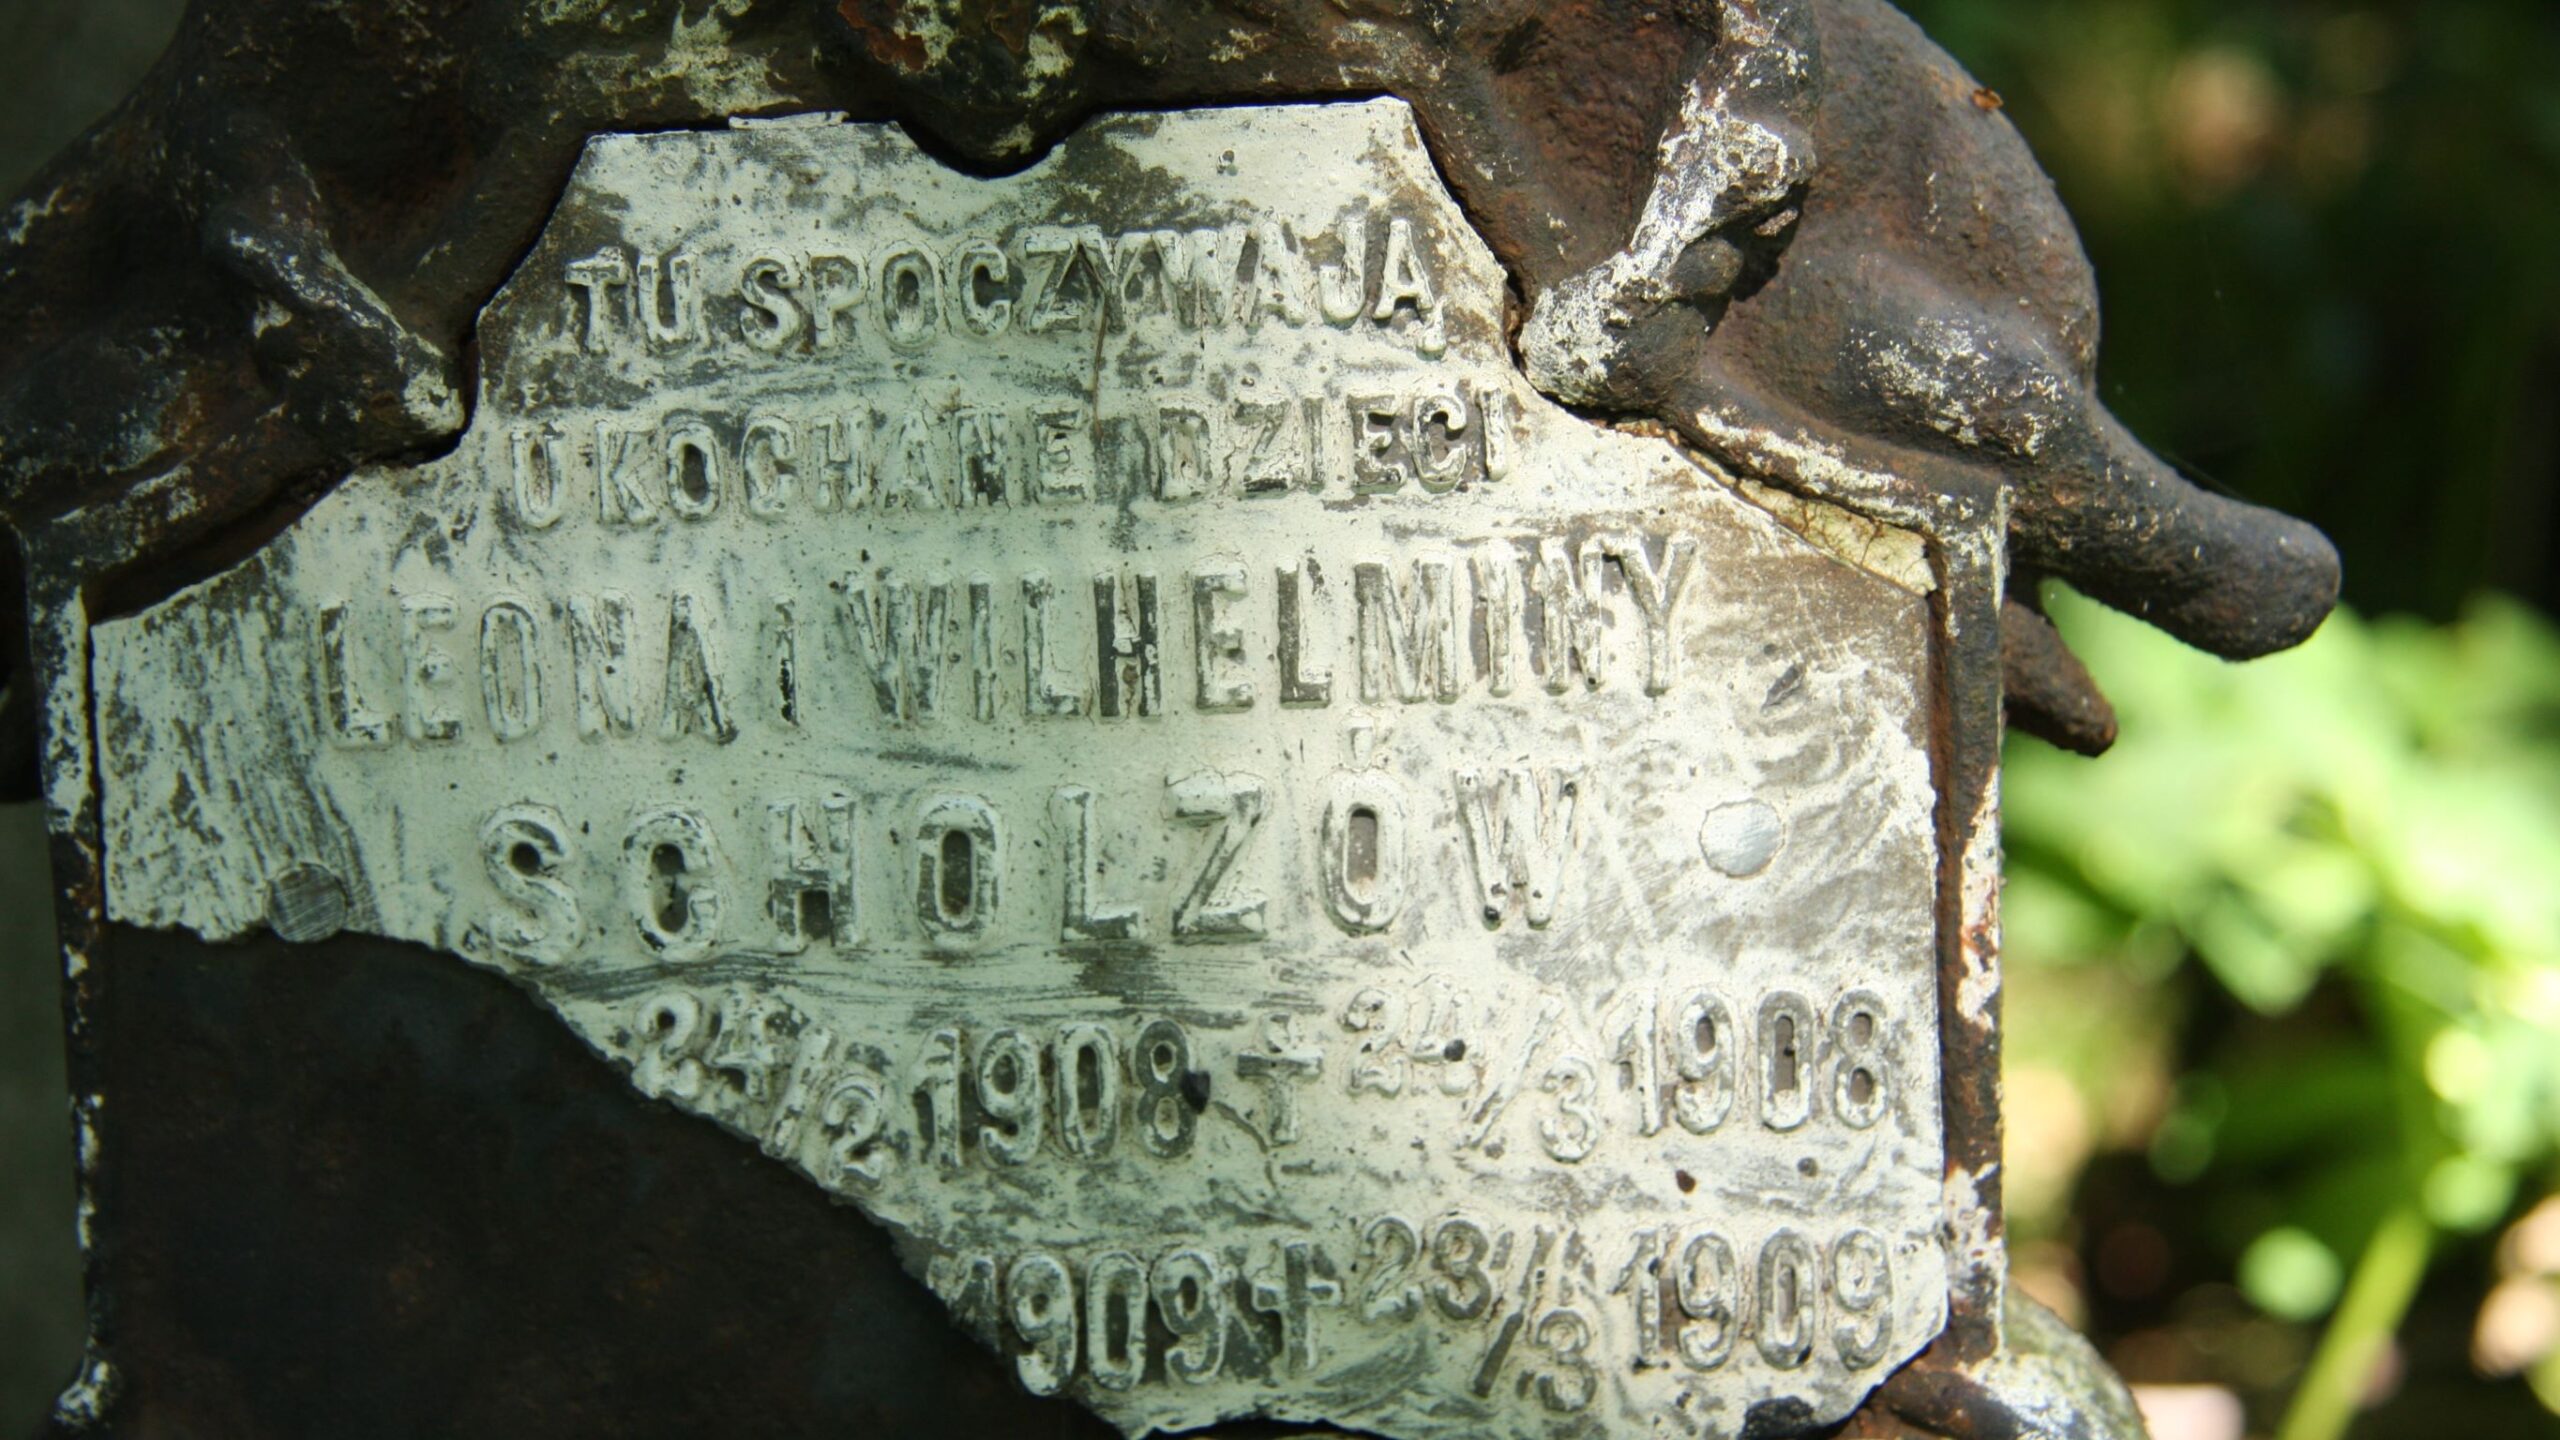 TU SPOCZYWAJĄ
UKOCHANE DZIECI
LEONA I WILHELMINY
SCHOLZÓW
24/2 1908 † 24/3 1908
1909 † 23/3 1909